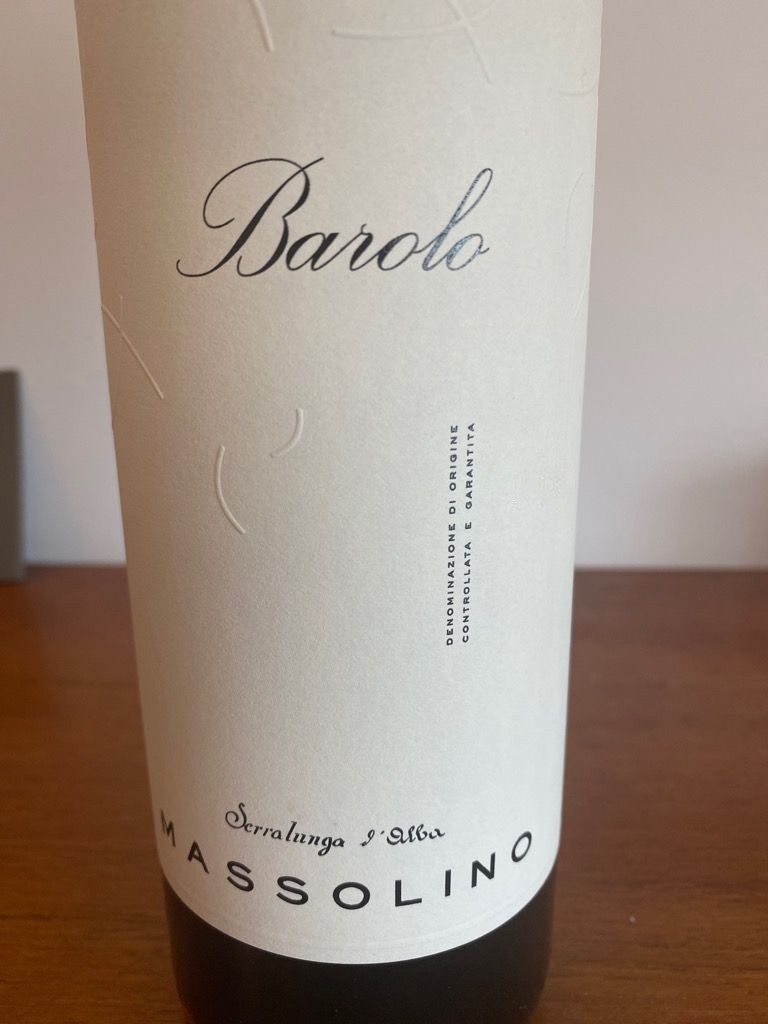 Barolo
DENOMINAZIONE DI ORIGINE
CONTROLLATA E GARANTITA
Serralunga d'Alba
MASSOLINO